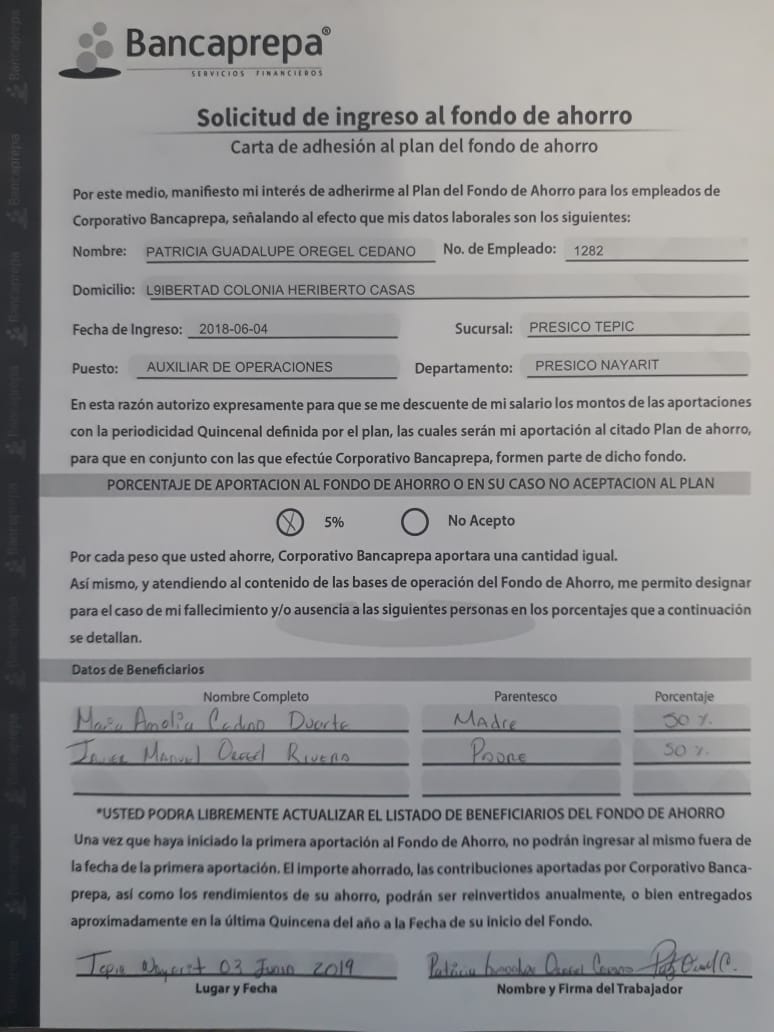 Bancaprepa®
SERVICIOS FINANCIEROS
Solicitud de ingreso al fondo de ahorro
Carta de adhesión al plan del fondo de ahorro
Por este medio, manifiesto mi interés de adherirme al Plan del Fondo de Ahorro para los empleados de
Corporativo Bancaprepa, señalando al efecto que mis datos laborales son los siguientes:
Nombre: PATRICIA GUADALUPE OREGEL CEDANO No. de Empleado: 1282
Domicilio: L9IBERTAD COLONIA HERIBERTO CASAS
Fecha de Ingreso: 2018-06-04 Sucursal: PRESICO TEPIC
Puesto: AUXILIAR DE OPERACIONES Departamento: PRESICO NAYARIT
En esta razón autorizo expresamente para que se me descuente de mi salario los montos de las aportaciones
con la periodicidad Quincenal definida por el plan, las cuales serán mi aportación al citado Plan de ahorro,
para que en conjunto con las que efectúe Corporativo Bancaprepa, formen parte de dicho fondo.
PORCENTAJE DE APORTACION AL FONDO DE AHORRO O EN SU CASO NO ACEPTACION AL PLAN
X 5% No Acepto
Por cada peso que usted ahorre, Corporativo Bancaprepa aportara una cantidad igual.
Así mismo, y atendiendo al contenido de las bases de operación del Fondo de Ahorro, me permito designar
para el caso de mi fallecimiento y/o ausencia a las siguientes personas en los porcentajes que a continuación
se detallan.
Datos de Beneficiarios
Nombre Completo Parentesco Porcentaje
Maria Amelia Cedano Duarte Madre 50 %
Javier Manuel Oregel Rivera Padre 50 %
*USTED PODRA LIBREMENTE ACTUALIZAR EL LISTADO DE BENEFICIARIOS DEL FONDO DE AHORRO
Una vez que haya iniciado la primera aportación al Fondo de Ahorro, no podrán ingresar al mismo fuera de
la fecha de la primera aportación. El importe ahorrado, las contribuciones aportadas por Corporativo Banca-
prepa, así como los rendimientos de su ahorro, podrán ser reinvertidos anualmente, o bien entregados
aproximadamente en la última Quincena del año a la Fecha de su inicio del Fondo.
Tepic Nayarit 03 Junio 2019 Patricia Guadalupe Oregel Cedano
Lugar y Fecha Nombre y Firma del Trabajador